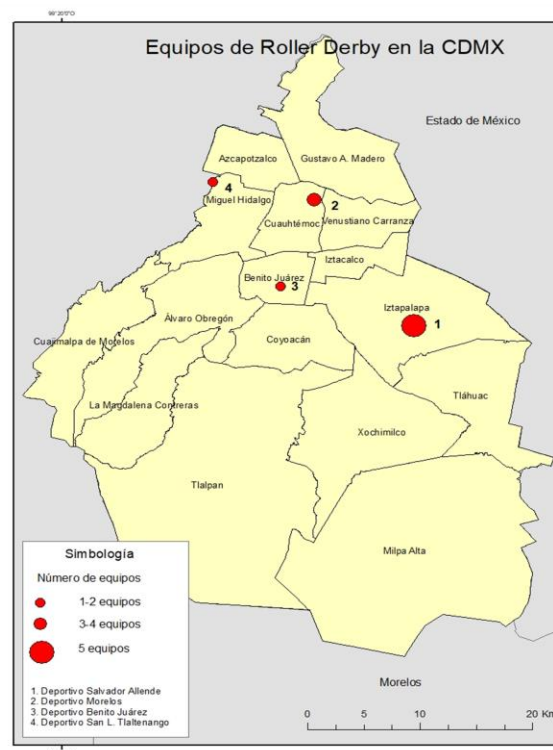 Equipos de Roller Derby en la CDMX
Estado de México
Azcapotzalco
Gustavo A. Madero
4
Miguel Hidalgo
2
Cuauhtémoc
Venustiano Carranza
Iztacalco
Benito Juárez
3
Iztapalapa
1
Álvaro Obregón
Cuajimalpa de Morelos
Coyoacán
Tláhuac
La Magdalena Contreras
Xochimilco
Tlalpan
Milpa Alta
Morelos
Simbología
Número de equipos
1-2 equipos
3-4 equipos
5 equipos
1. Deportivo Salvador Allende
2. Deportivo Morelos
3. Deportivo Benito Juárez
4. Deportivo San L. Tlaltenango
0 5 10 20 Km